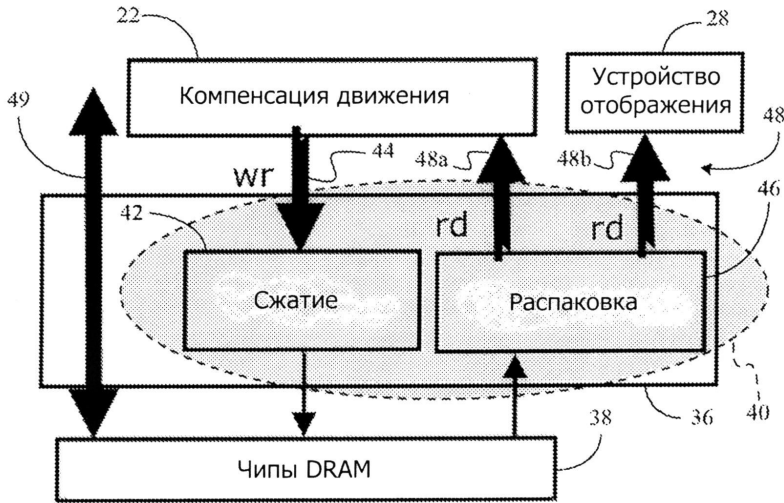 22
28
Компенсация движения
Устройство
отображения
49
44
48a
48b
48
wr
42
rd
rd
46
Сжатие
Распаковка
36
40
38
Чипы DRAM